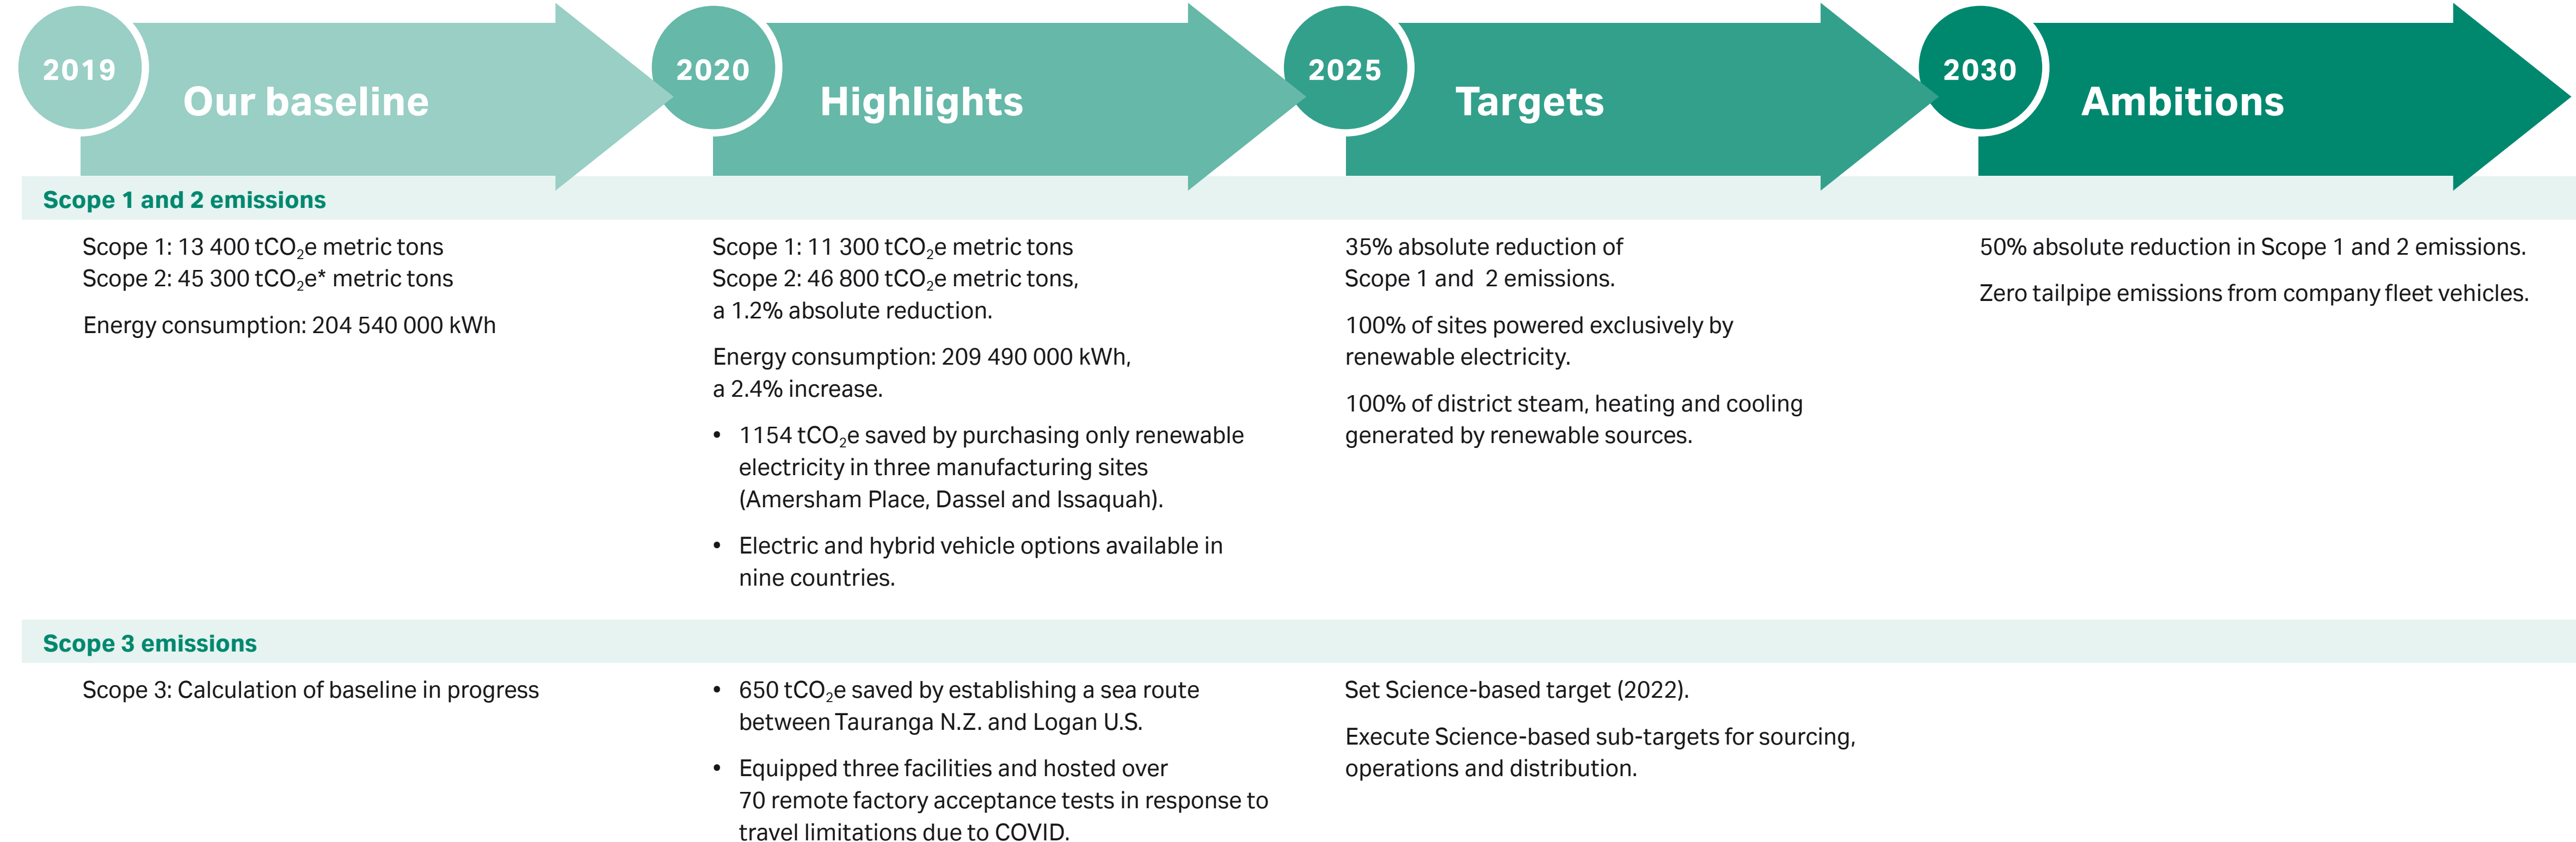 2019
Our baseline
2020
Highlights
2025
Targets
2030
Ambitions
Scope 1 and 2 emissions
Scope 1: 13 400 tCO₂e metric tons
Scope 2: 45 300 tCO₂e* metric tons
Energy consumption: 204 540 000 kWh
Scope 1: 11 300 tCO₂e metric tons
Scope 2: 46 800 tCO₂e metric tons,
a 1.2% absolute reduction.
Energy consumption: 209 490 000 kWh,
a 2.4% increase.
• 1154 tCO₂e saved by purchasing only renewable
electricity in three manufacturing sites
(Amersham Place, Dassel and Issaquah).
• Electric and hybrid vehicle options available in
nine countries.
35% absolute reduction of
Scope 1 and 2 emissions.
100% of sites powered exclusively by
renewable electricity.
100% of district steam, heating and cooling
generated by renewable sources.
50% absolute reduction in Scope 1 and 2 emissions.
Zero tailpipe emissions from company fleet vehicles.
Scope 3 emissions
Scope 3: Calculation of baseline in progress
• 650 tCO₂e saved by establishing a sea route
between Tauranga N.Z. and Logan U.S.
• Equipped three facilities and hosted over
70 remote factory acceptance tests in response to
travel limitations due to COVID.
Set Science-based target (2022).
Execute Science-based sub-targets for sourcing,
operations and distribution.